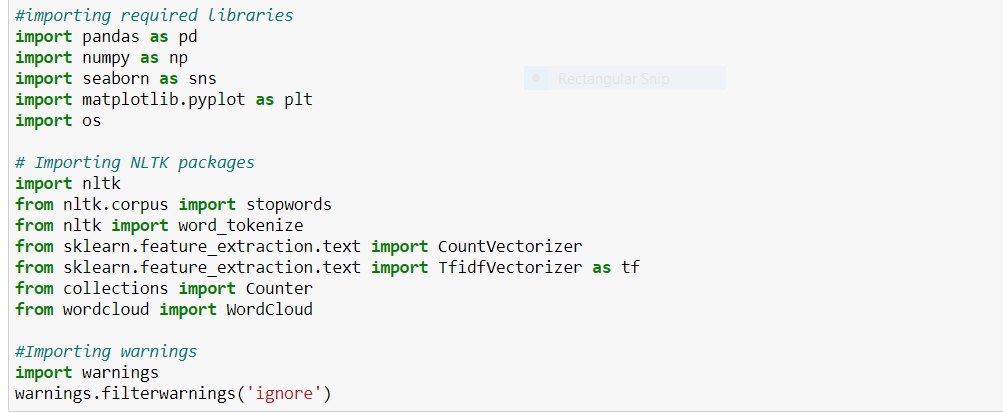 #importing required libraries
import pandas as pd
import numpy as np
import seaborn as sns
Rectangular Snip
import matplotlib.pyplot as plt
import os
# Importing NLTK packages
import nltk
from nltk.corpus import stopwords
from nltk import word_tokenize
from sklearn.feature_extraction.text import CountVectorizer
from sklearn.feature_extraction.text import TfidfVectorizer as tf
from collections import Counter
from wordcloud import WordCloud
#Importing warnings
import warnings
warnings.filterwarnings('ignore')